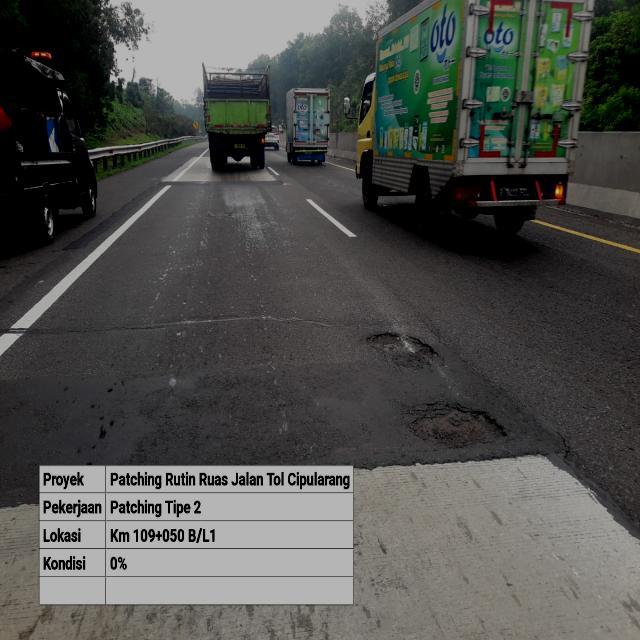 oto
oto
Proyek Patching Rutin Ruas Jalan Tol Cipularang
Pekerjaan Patching Tipe 2
Lokasi Km 109+050 B/L1
Kondisi 0%